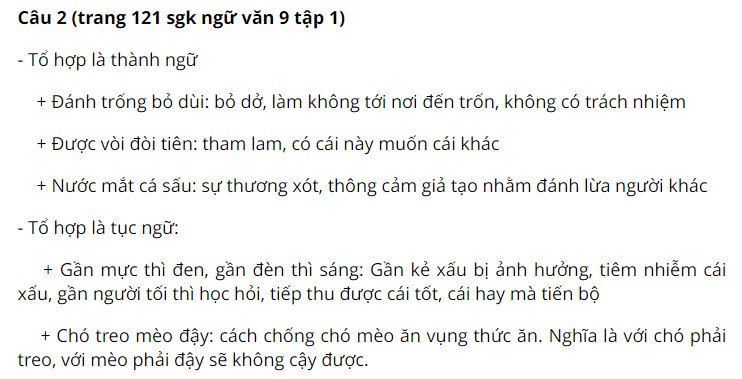 Câu 2 (trang 121 sgk ngữ văn 9 tập 1)
- Tổ hợp là thành ngữ
+ Đánh trống bỏ dùi: bỏ dở, làm không tới nơi đến trốn, không có trách nhiệm
+ Được vòi đòi tiên: tham lam, có cái này muốn cái khác
+ Nước mắt cá sấu: sự thương xót, thông cảm giả tạo nhằm đánh lừa người khác
- Tổ hợp là tục ngữ:
+ Gần mực thì đen, gần đèn thì sáng: Gần kẻ xấu bị ảnh hưởng, tiêm nhiễm cái
xấu, gần người tối thì học hỏi, tiếp thu được cái tốt, cái hay mà tiến bộ
+ Chó treo mèo đậy: cách chống chó mèo ăn vụng thức ăn. Nghĩa là với chó phải
treo, với mèo phải đậy sẽ không cậy được.